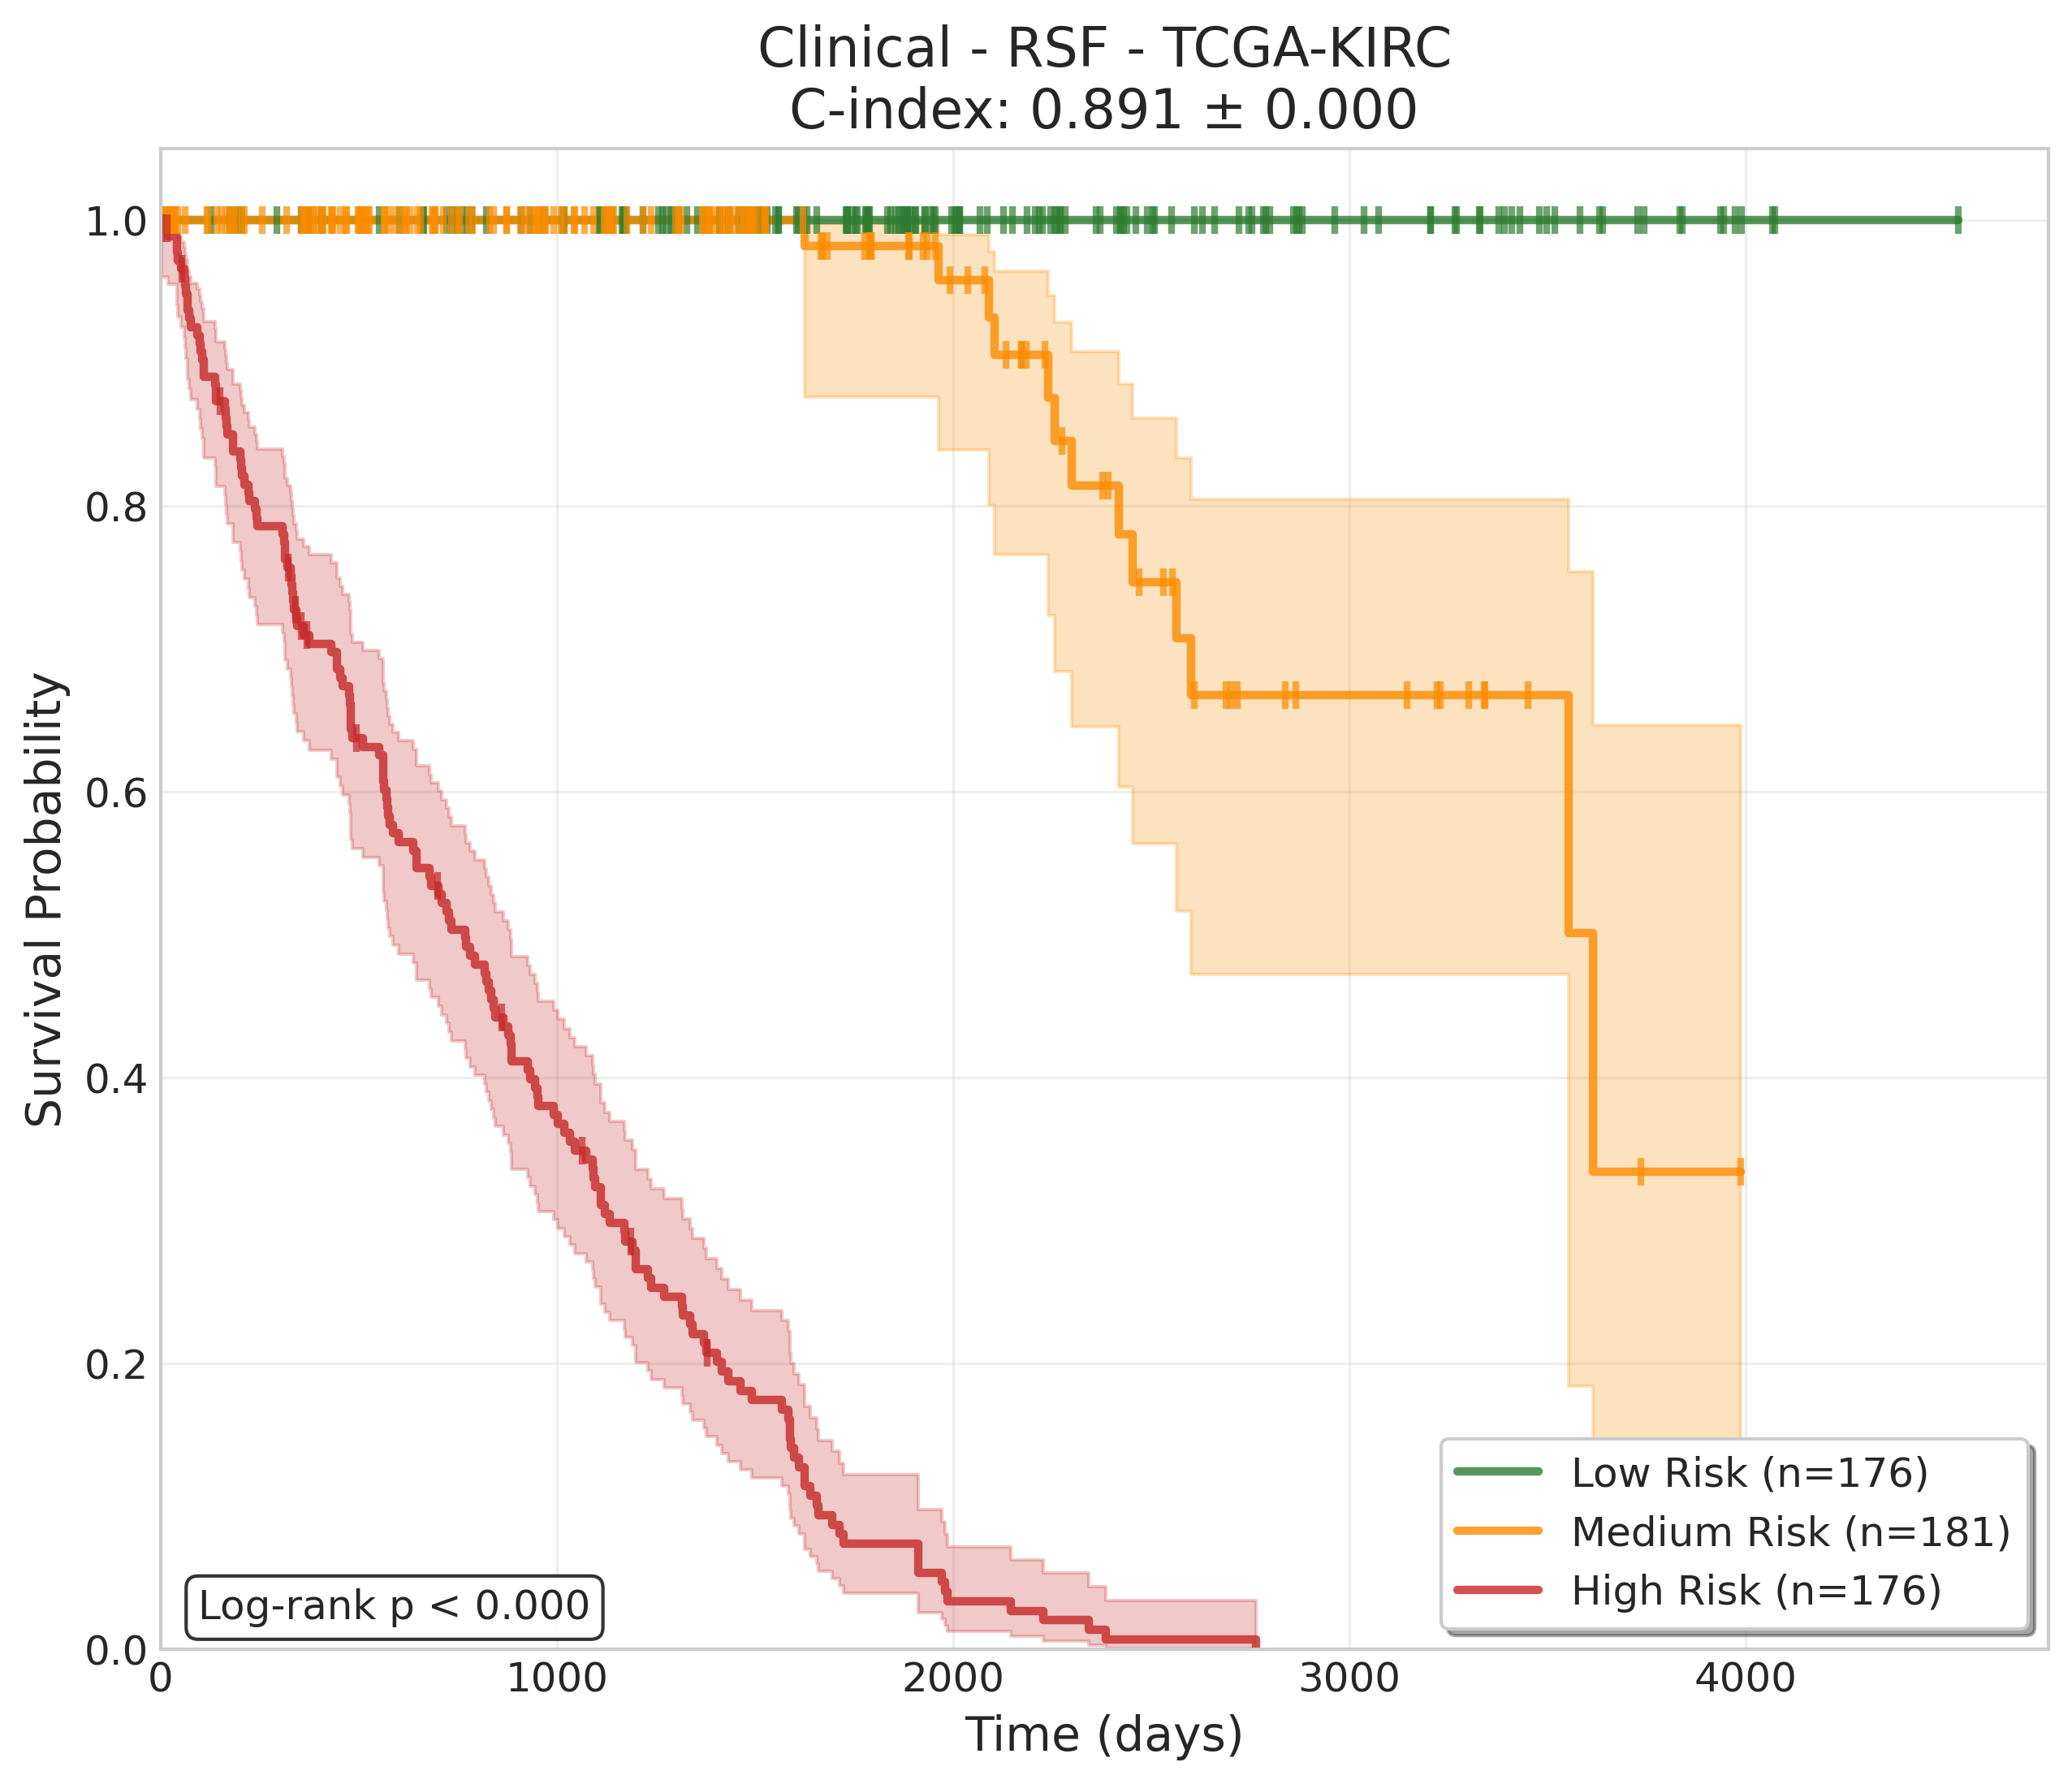 Clinical - RSF - TCGA-KIRC
C-index: 0.891 ± 0.000
Survival Probability
1.0
0.8
0.6
0.4
0.2
0.0
0
1000
2000
3000
4000
Time (days)
Log-rank p < 0.000
Low Risk (n=176)
Medium Risk (n=181)
High Risk (n=176)